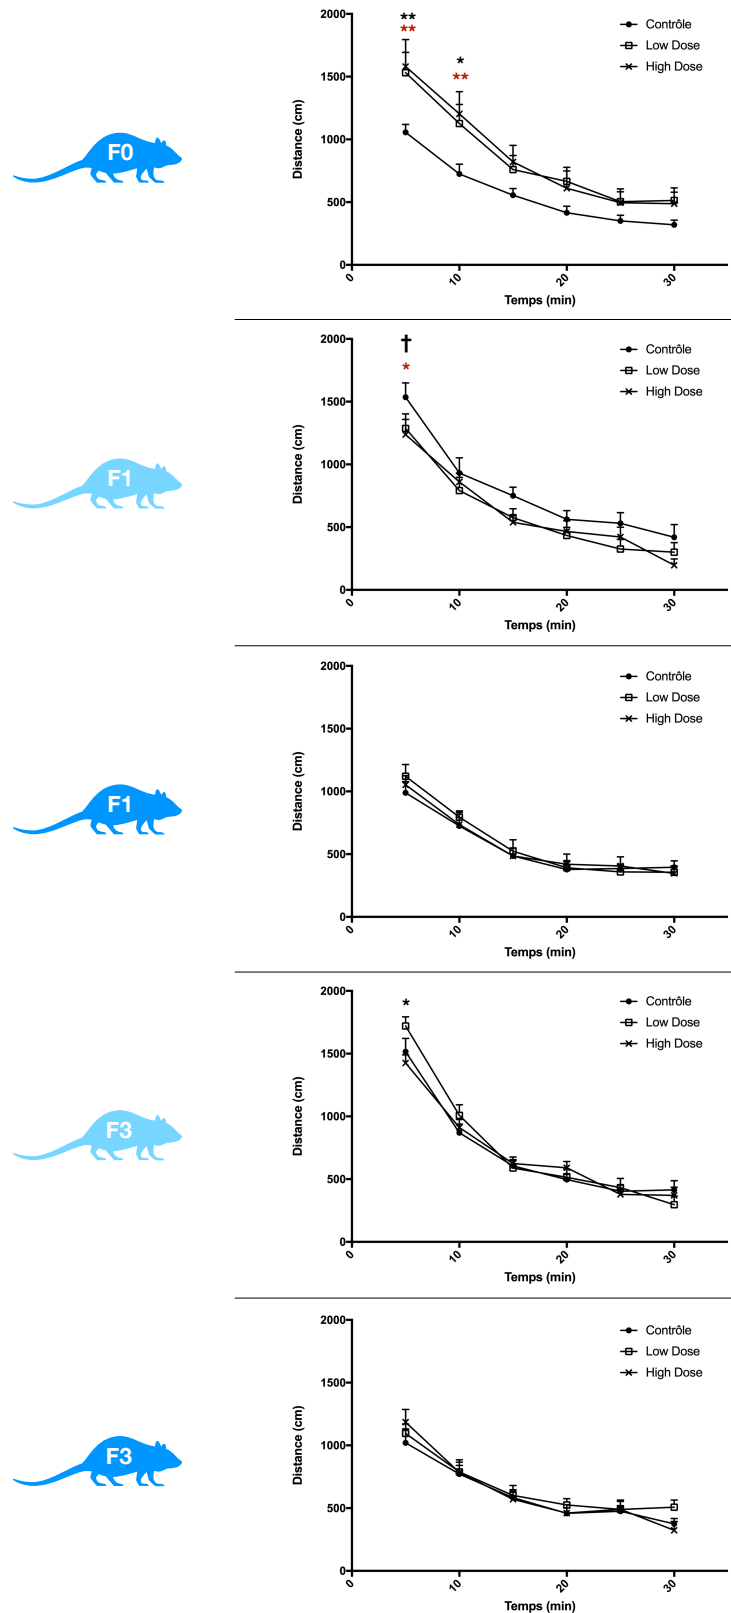 F0
2000
1500
1000
500
0
Distance (cm)
**
**
*
**
Contrôle
Low Dose
High Dose
0
10
20
30
Temps (min)
F1
2000
1500
1000
500
0
Distance (cm)
†
*
Contrôle
Low Dose
High Dose
0
10
20
30
Temps (min)
F1
2000
1500
1000
500
0
Distance (cm)
Contrôle
Low Dose
High Dose
0
10
20
30
Temps (min)
F3
2000
1500
1000
500
0
Distance (cm)
*
Contrôle
Low Dose
High Dose
0
10
20
30
Temps (min)
F3
2000
1500
1000
500
0
Distance (cm)
Contrôle
Low Dose
High Dose
0
10
20
30
Temps (min)